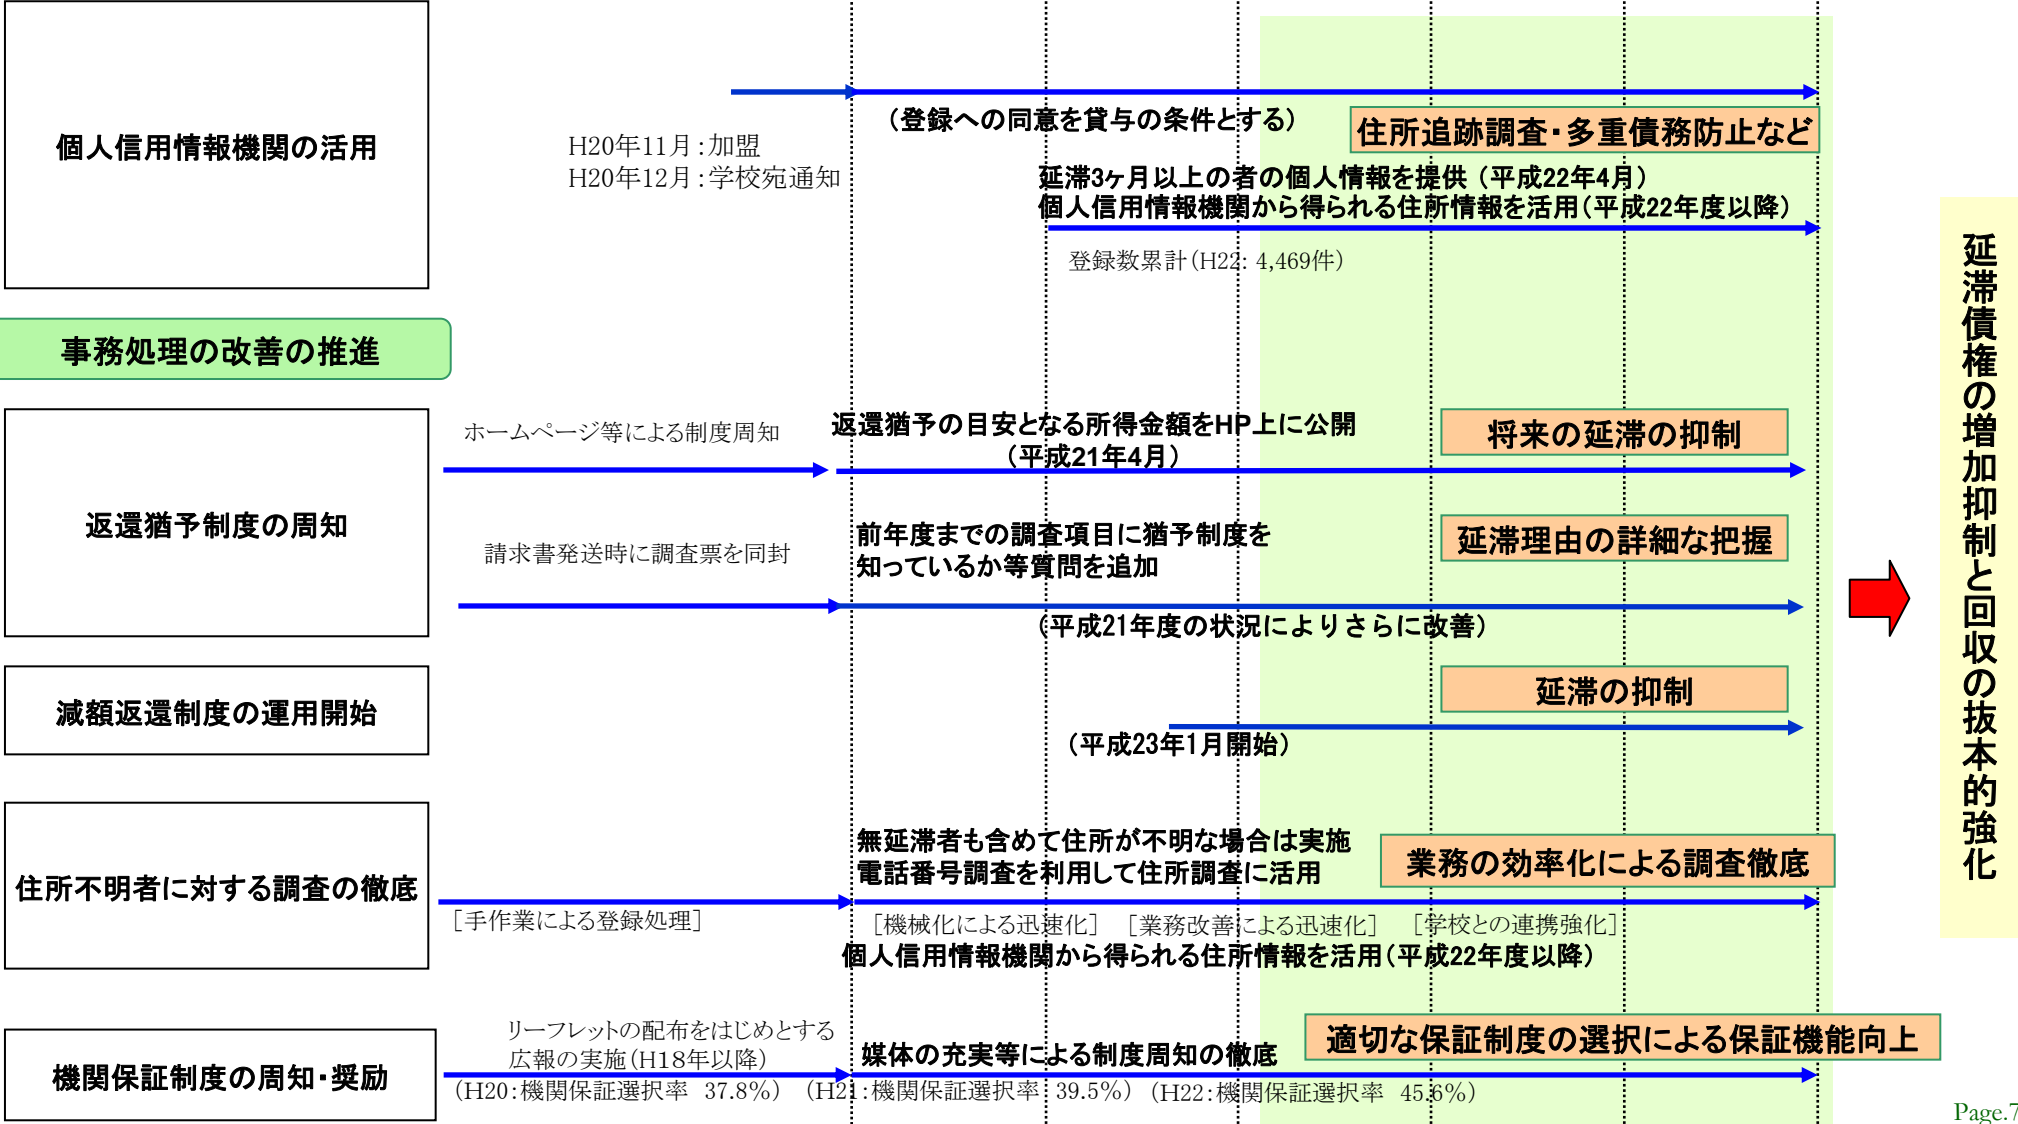 個人信用情報機関の活用
H20年11月：加盟
H20年12月：学校宛通知
（登録への同意を貸与の条件とする）
住所追跡調査・多重債務防止など
延滞3ヶ月以上の者の個人情報を提供（平成22年4月）
個人信用情報機関から得られる住所情報を活用（平成22年度以降）
登録数累計（H22: 4,469件）
事務処理の改善の推進
返還猶予制度の周知
ホームページ等による制度周知
返還猶予の目安となる所得金額をHP上に公開
（平成21年4月）
将来の延滞の抑制
請求書発送時に調査票を同封
前年度までの調査項目に猶予制度を
知っているか等質問を追加
延滞理由の詳細な把握
（平成21年度の状況によりさらに改善）
減額返還制度の運用開始
延滞の抑制
（平成23年1月開始）
住所不明者に対する調査の徹底
無延滞者も含めて住所が不明な場合は実施
電話番号調査を利用して住所調査に活用
業務の効率化による調査徹底
［手作業による登録処理］
［機械化による迅速化］ ［業務改善による迅速化］ ［学校との連携強化］
個人信用情報機関から得られる住所情報を活用（平成22年度以降）
機関保証制度の周知・奨励
リーフレットの配布をはじめとする
広報の実施（H18年以降）
媒体の充実等による制度周知の徹底
適切な保証制度の選択による保証機能向上
（H20：機関保証選択率 37.8％） （H21：機関保証選択率 39.5％） （H22：機関保証選択率 45.6％）
延滞債権の増加抑制と回収の抜本的強化
Page.7